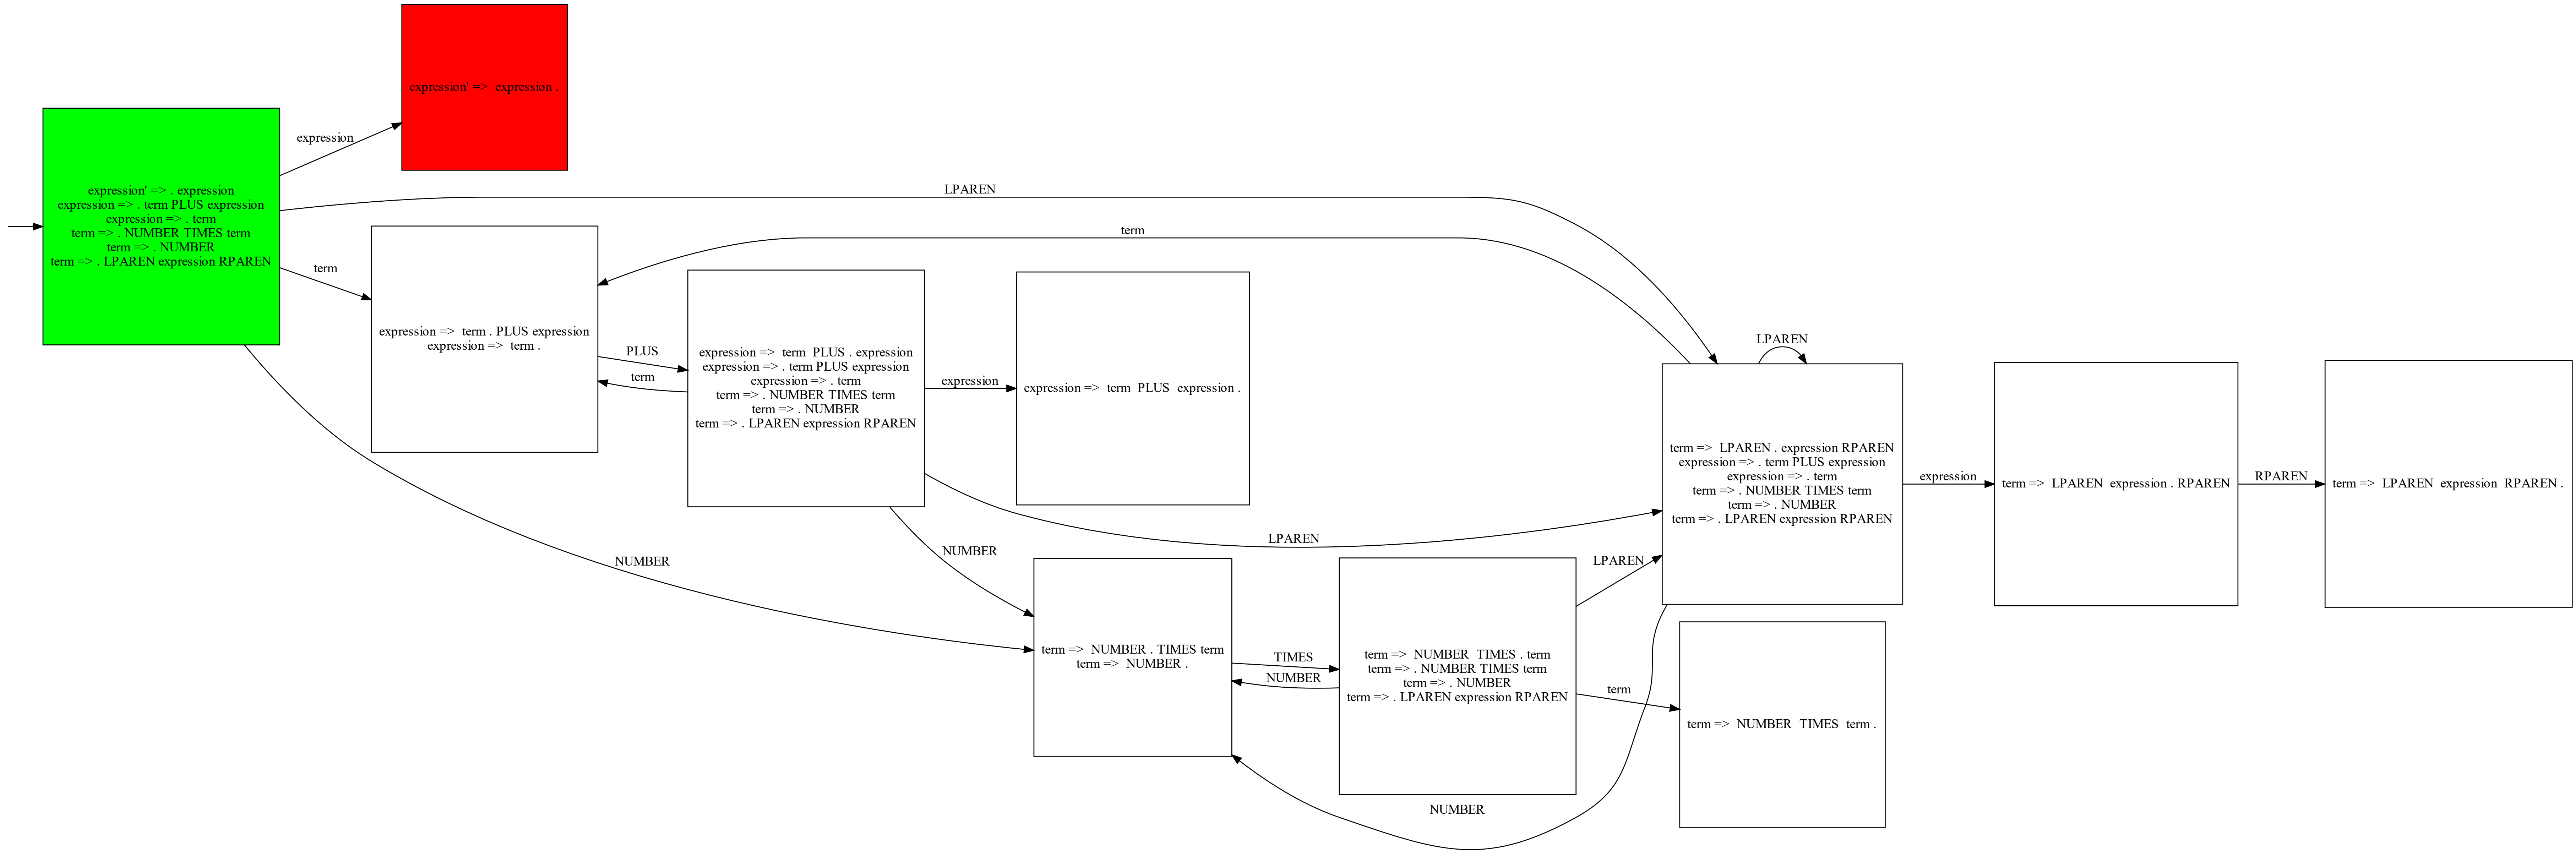 expression' => expression .
expression
expression' => . expression
expression => . term PLUS expression
expression => . term
term => . NUMBER TIMES term
term => . NUMBER
term => . LPAREN expression RPAREN
LPAREN
term
term
expression => term . PLUS expression
expression => term .
PLUS
term
expression => term PLUS . expression
expression => . term PLUS expression
expression => . term
term => . NUMBER TIMES term
term => . NUMBER
term => . LPAREN expression RPAREN
expression
expression => term PLUS expression .
LPAREN
term => LPAREN . expression RPAREN
expression => . term PLUS expression
expression => . term
term => . NUMBER TIMES term
term => . NUMBER
term => . LPAREN expression RPAREN
expression
term => LPAREN expression . RPAREN
RPAREN
term => LPAREN expression RPAREN .
LPAREN
NUMBER
NUMBER
LPAREN
term => NUMBER . TIMES term
term => NUMBER .
TIMES
NUMBER
term => NUMBER TIMES . term
term => . NUMBER TIMES term
term => . NUMBER
term => . LPAREN expression RPAREN
term
term => NUMBER TIMES term .
NUMBER